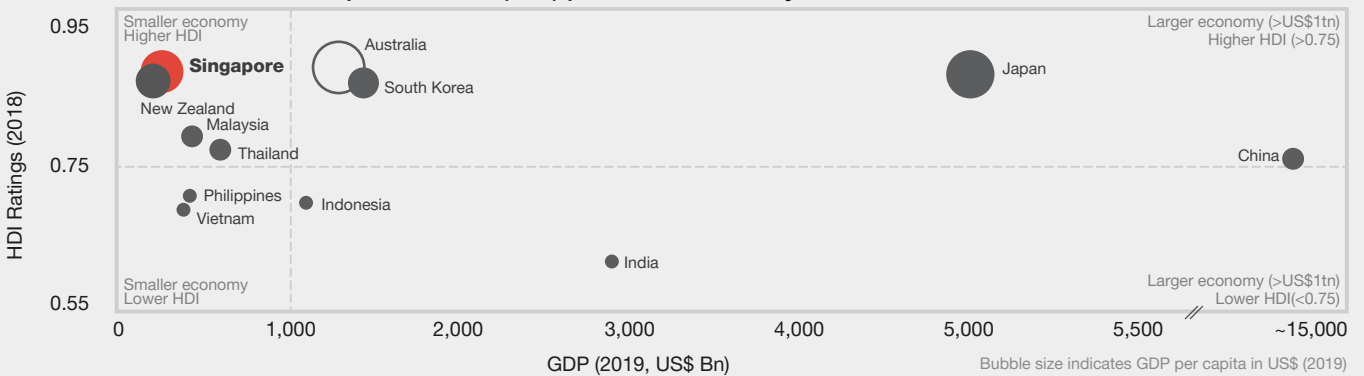 0.95
0.75
0.55
HDI Ratings (2018)
Smaller economy
Higher HDI
Larger economy (>US$1tn)
Higher HDI (>0.75)
Singapore
New Zealand
Australia
South Korea
Japan
Malaysia
Thailand
China
Philippines
Vietnam
Indonesia
India
Smaller economy
Lower HDI
Larger economy (>US$1tn)
Lower HDI(<0.75)
0
1,000
2,000
3,000
4,000
5,000
5,500
~15,000
GDP (2019, US$ Bn)
Bubble size indicates GDP per capita in US$ (2019)